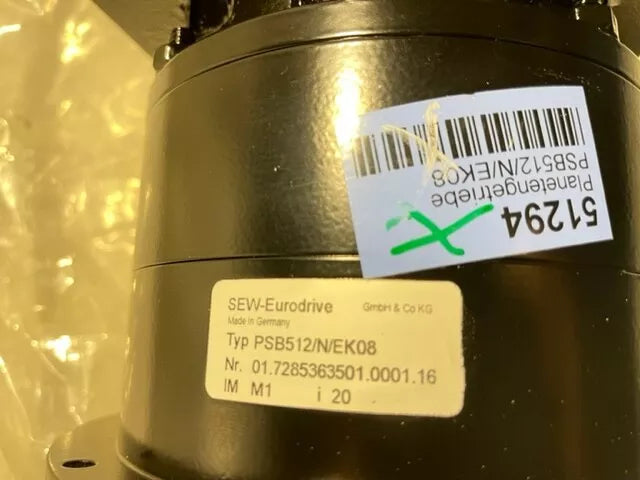 51294
Planetengetriebe
PSB512/N/EK08
SEW-Eurodrive GmbH & Co KG
Made in Germany
Typ PSB512/N/EK08
Nr. 01.7285363501.0001.16
IM M1 i 20